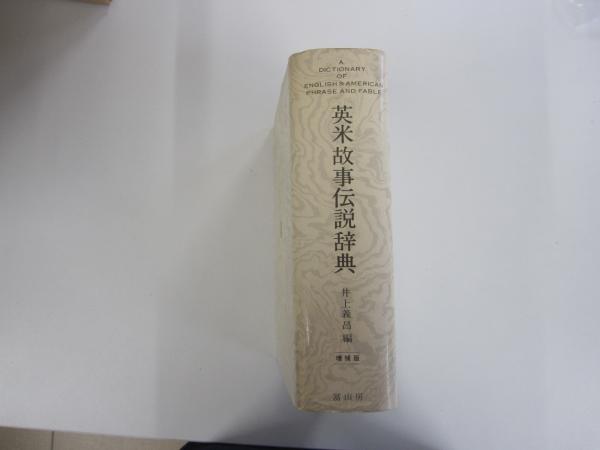 A
DICTIONARY
OF
ENGLISH & AMERICAN
PHRASE AND FABLE
英米故事伝説辞典
井上義昌 編
増補版
冨山房